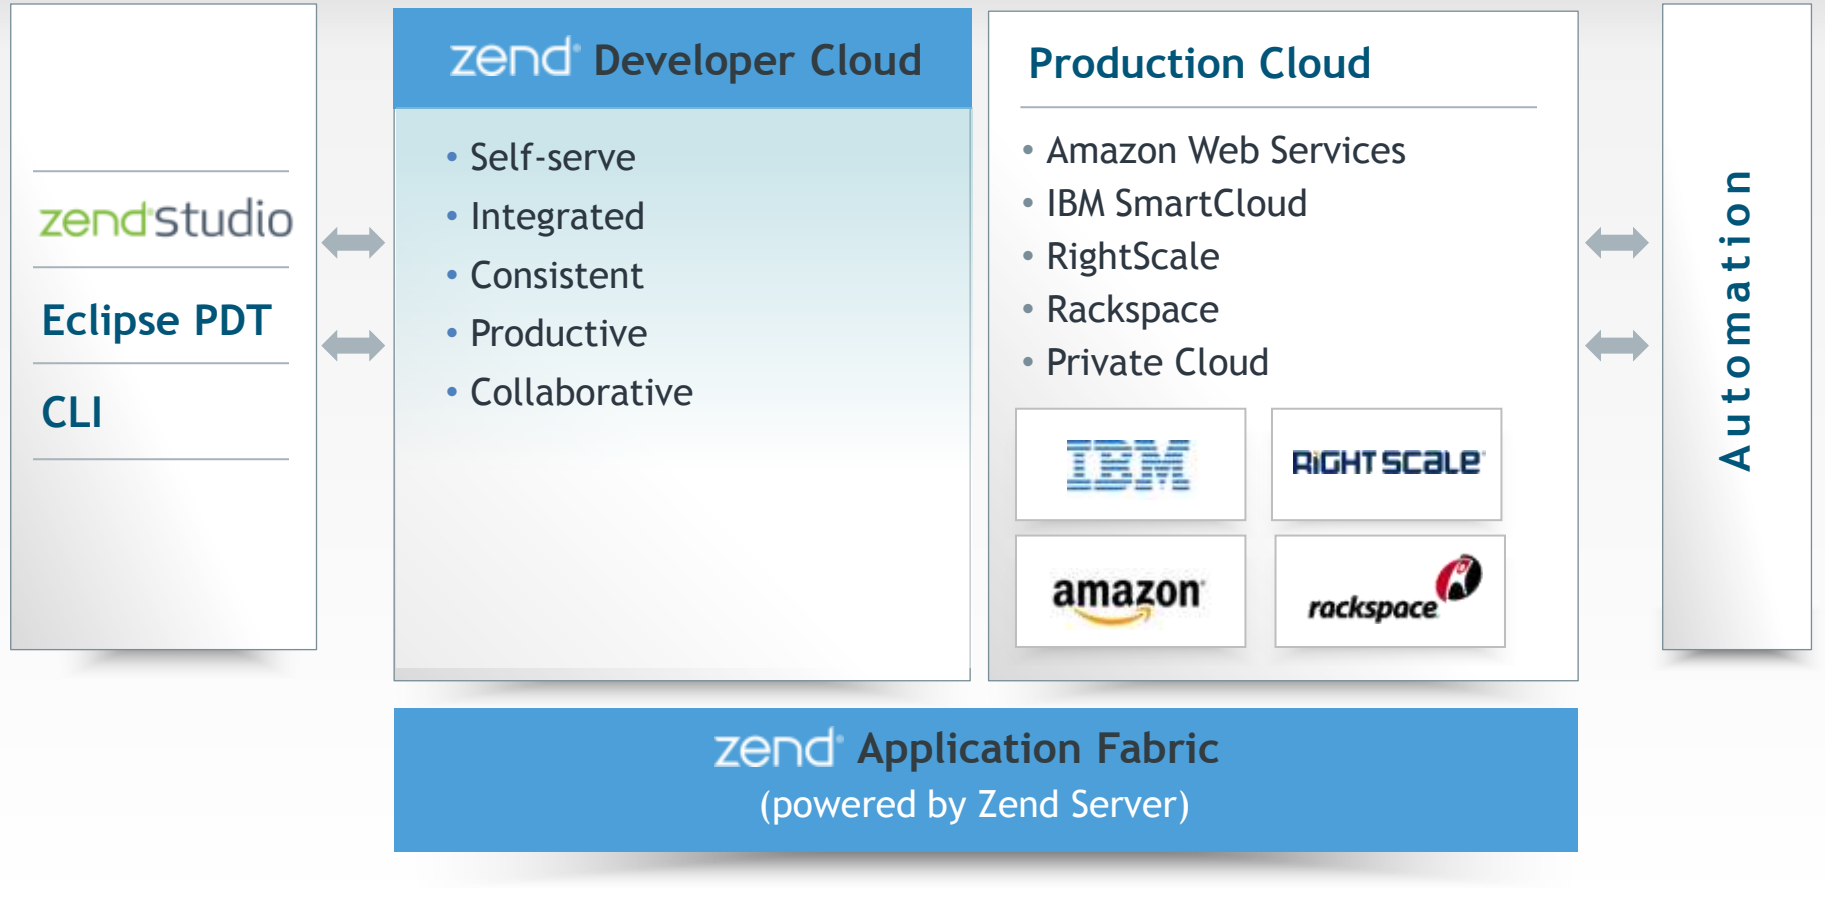 zend Studio
Eclipse PDT
CLI
zend® Developer Cloud
• Self-serve
• Integrated
• Consistent
• Productive
• Collaborative
Production Cloud
• Amazon Web Services
• IBM SmartCloud
• RightScale
• Rackspace
• Private Cloud
IBM
RIGHTSCALE
amazon
rackspace
Automation
zend® Application Fabric
(powered by Zend Server)